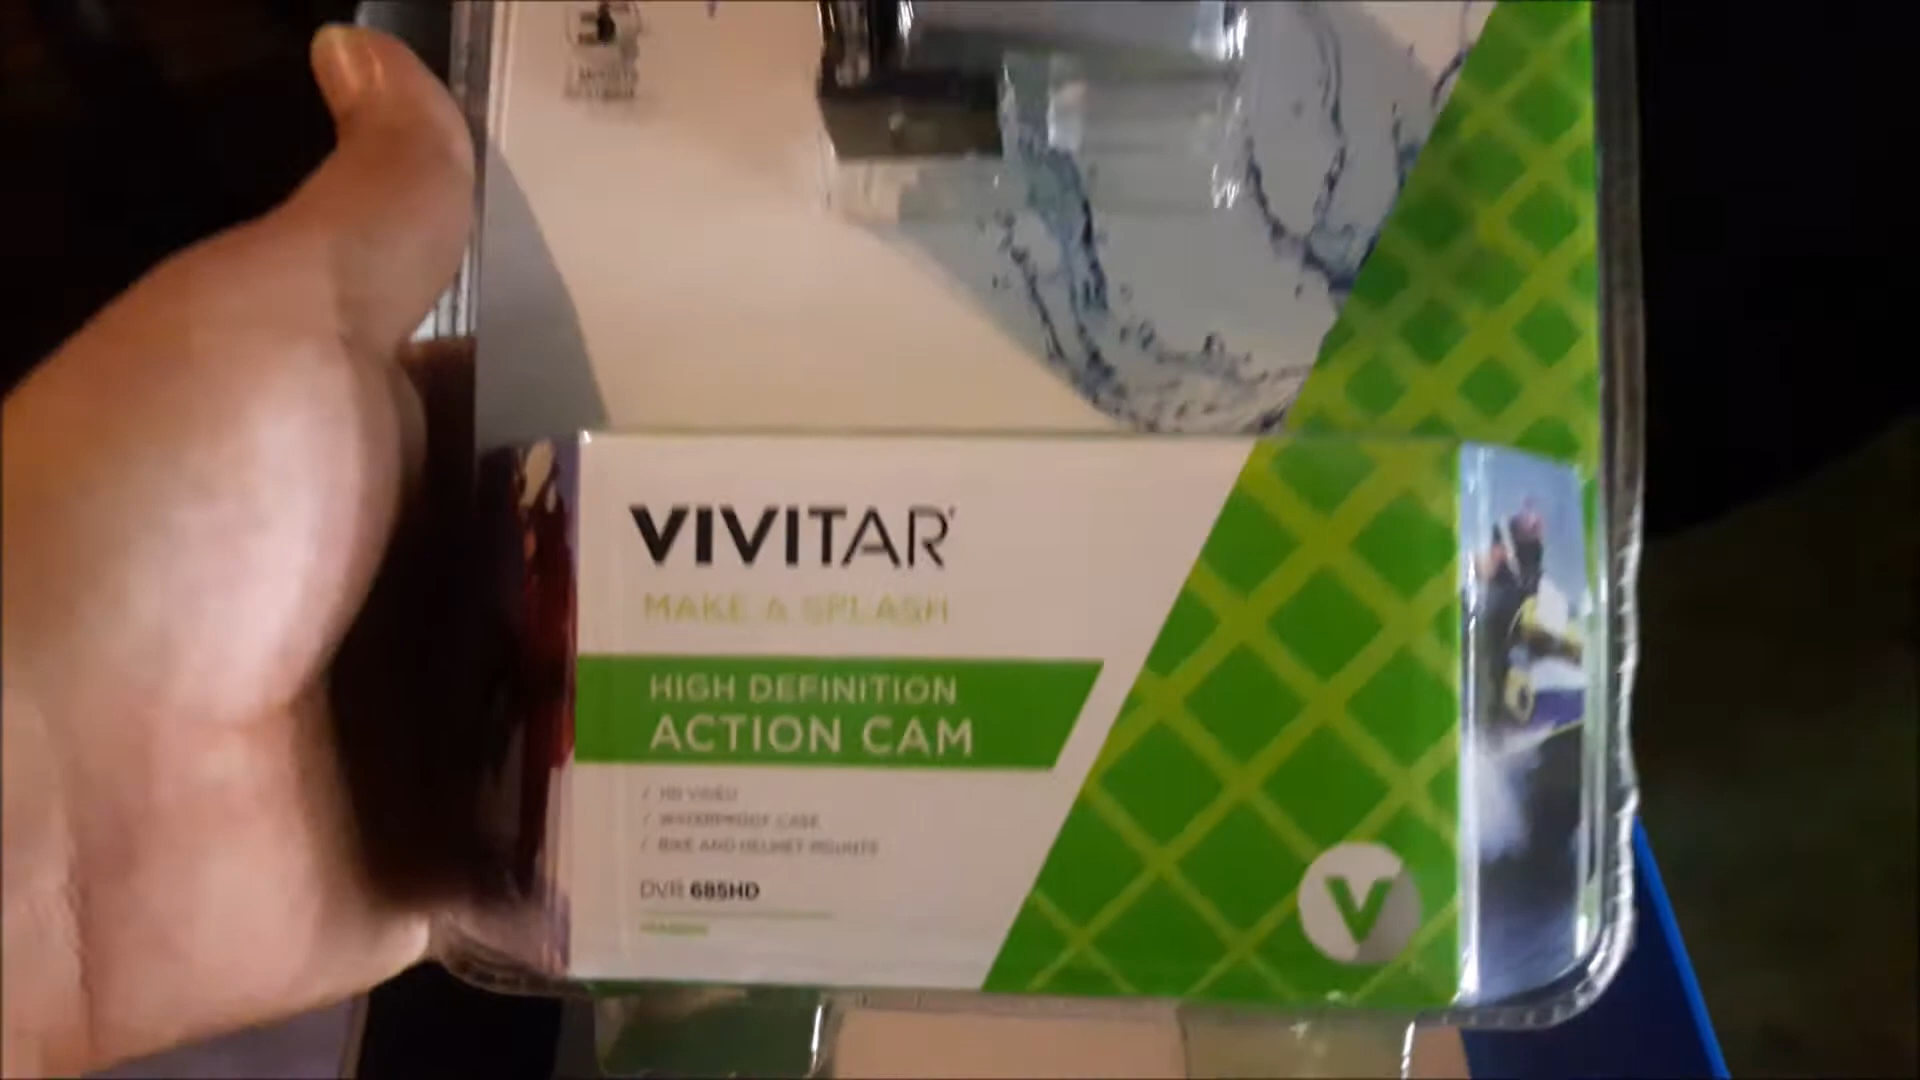 VIVITAR
MAKE A SPLASH
HIGH DEFINITION
ACTION CAM
/ HD VIDEO
/ WATERPROOF CASE
/ BIKE AND HELMET MOUNTS
DVR 685HD
V